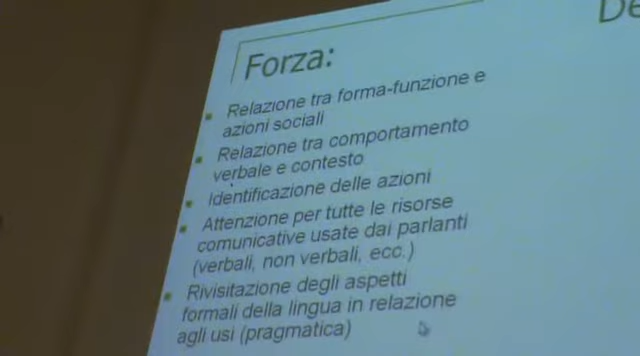 Forza:
De
Relazione tra forma-funzione e
azioni sociali
Relazione tra comportamento
verbale e contesto
Identificazione delle azioni
Attenzione per tutte le risorse
comunicative usate dai parlanti
(verbali, non verbali, ecc.)
Rivisitazione degli aspetti
formali della lingua in relazione
agli usi (pragmatica)